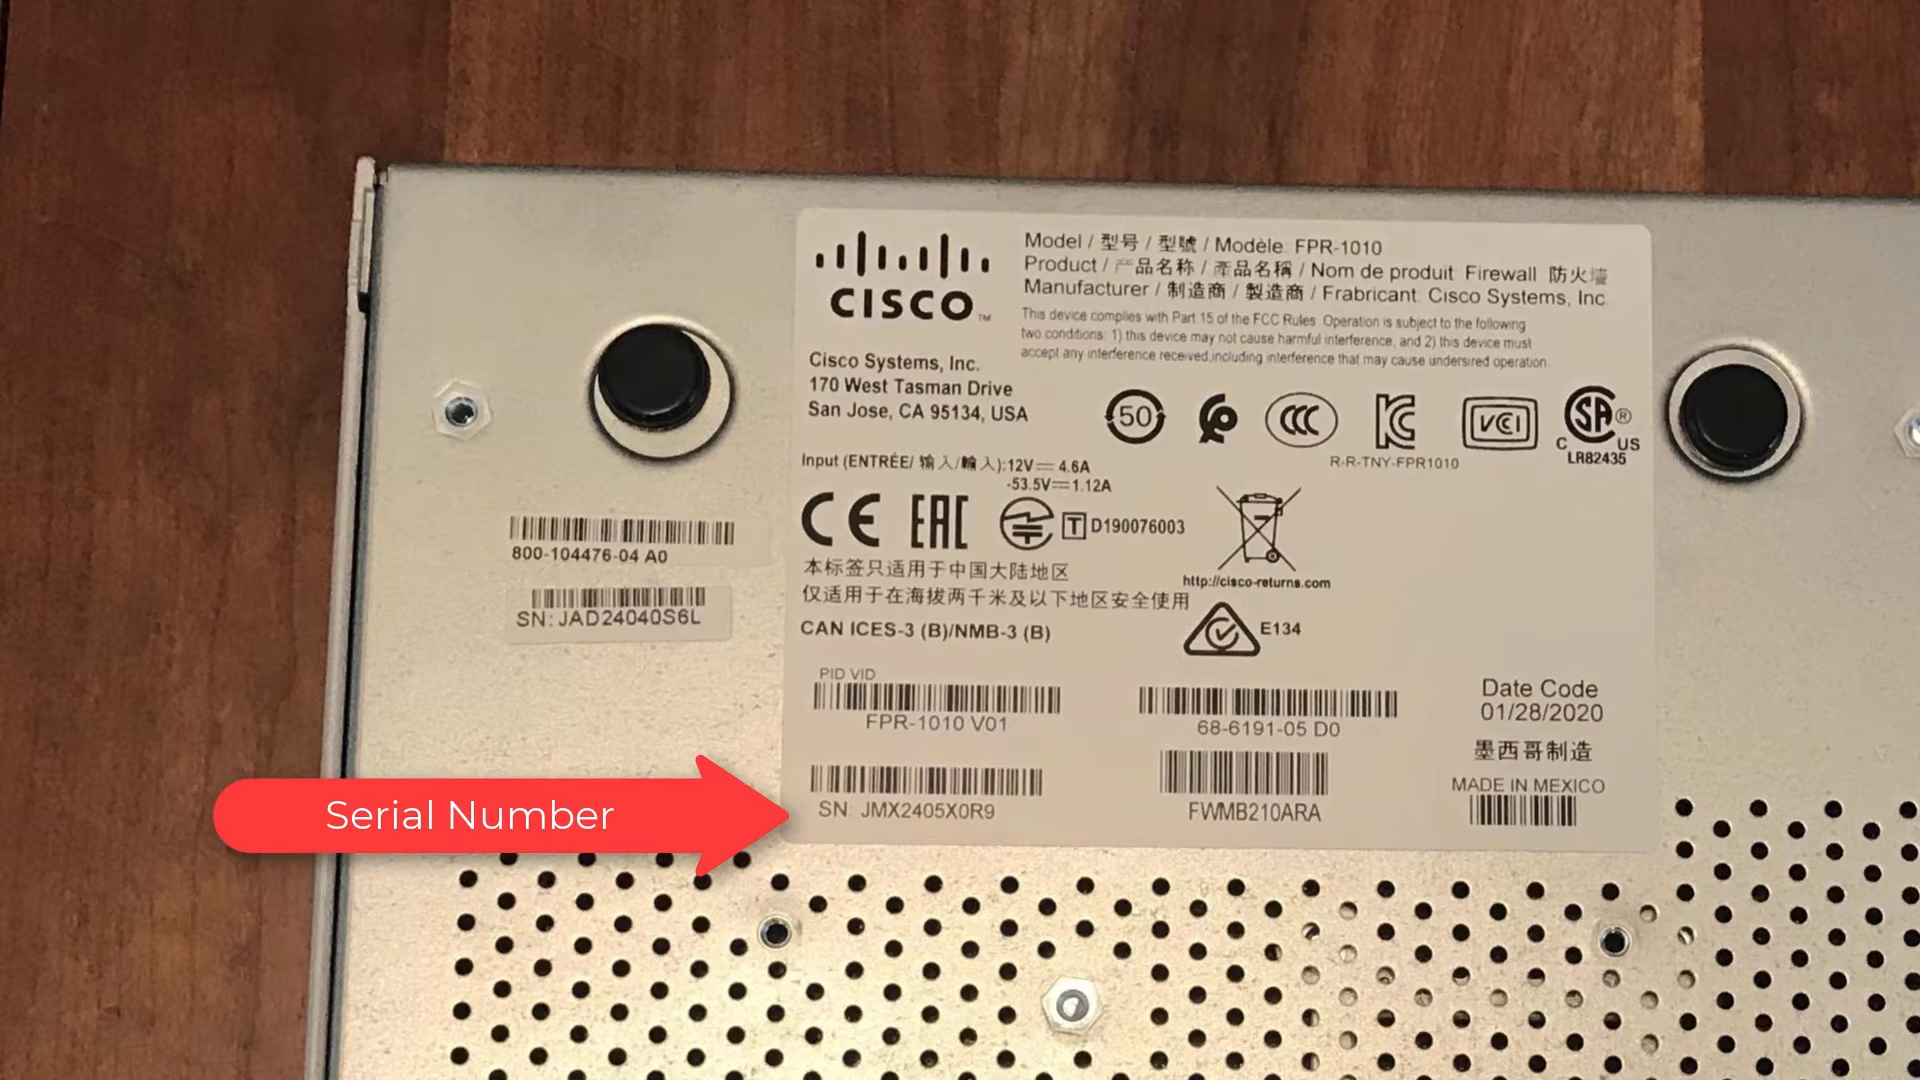 CISCO™
Model / 型号 / 型號 / Modèle: FPR-1010
Product / 产品名称 / 產品名稱 / Nom de produit: Firewall 防火墙
Manufacturer / 制造商 / 製造商 / Frabricant: Cisco Systems, Inc
This device complies with Part 15 of the FCC Rules. Operation is subject to the following
two conditions: 1) this device may not cause harmful interference, and 2) this device must
accept any interference received,including interference that may cause undersired operation.
Cisco Systems, Inc.
170 West Tasman Drive
San Jose, CA 95134, USA
50
CCC
VCCI
SA®
C US
LR82435
R-R-TNY-FPR1010
Input (ENTRÉE/ 输入/輸入):12V⎓ 4.6A
-53.5V⎓1.12A
CE EAC
T D190076003
http://cisco-returns.com
本标签只适用于中国大陆地区
仅适用于在海拔两千米及以下地区安全使用
CAN ICES-3 (B)/NMB-3 (B)
E134
800-104476-04 A0
SN: JAD24040S6L
PID VID
FPR-1010 V01
68-6191-05 D0
Date Code
01/28/2020
墨西哥制造
MADE IN MEXICO
Serial Number
SN: JMX2405X0R9
FWMB210ARA